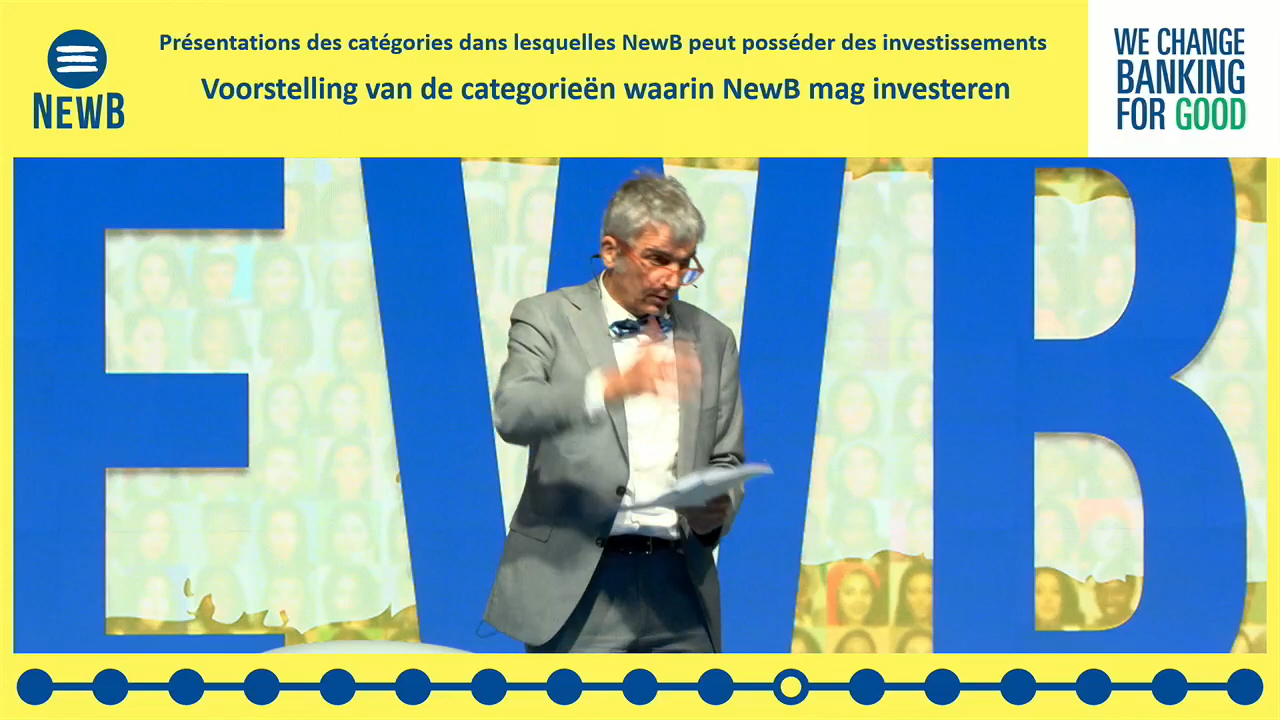 Présentations des catégories dans lesquelles NewB peut posséder des investissements
Voorstelling van de categorieën waarin NewB mag investeren
NEWB
WE CHANGE
BANKING
FOR GOOD
EWB